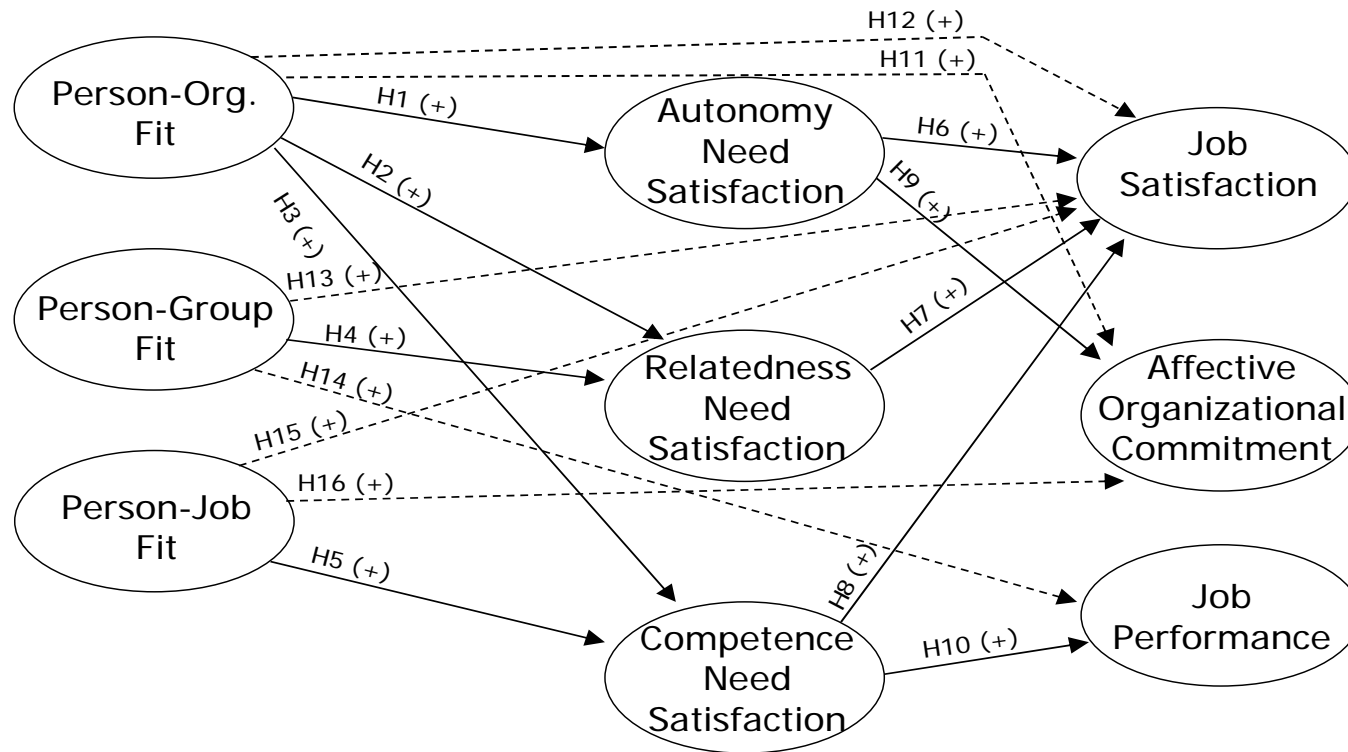 H12 (+)
H11 (+)
Person-Org.
Fit
H1 (+)
Autonomy
Need
Satisfaction
H6 (+)
Job
Satisfaction
H2 (+)
H9 (+)
H3 (+)
H13 (+)
Person-Group
Fit
H4 (+)
H7 (+)
Relatedness
Need
Satisfaction
Affective
Organizational
Commitment
H14 (+)
H15 (+)
H16 (+)
Person-Job
Fit
H5 (+)
H8 (+)
Competence
Need
Satisfaction
H10 (+)
Job
Performance